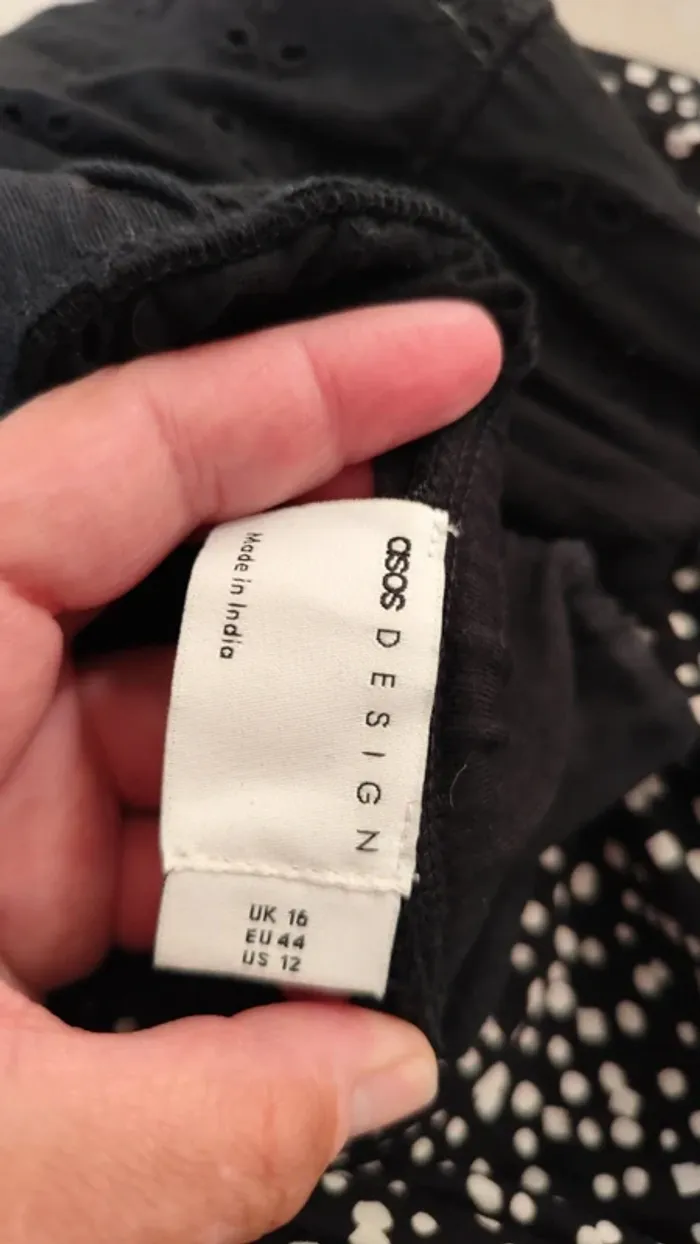 asos DESIGN
Made in India
UK 16
EU 44
US 12